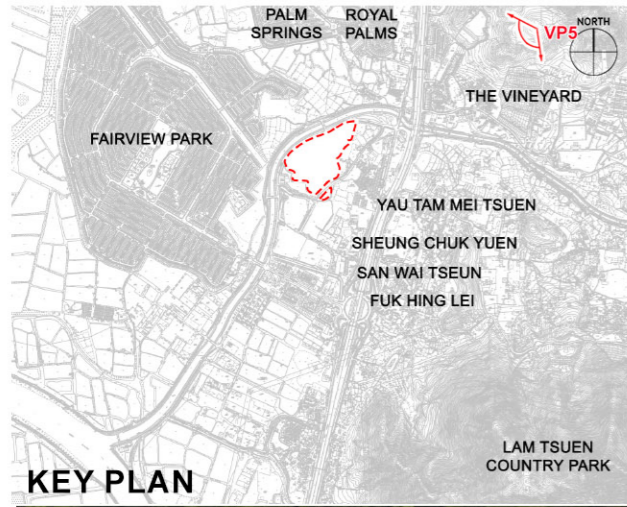 PALM
SPRINGS
ROYAL
PALMS
VP5
NORTH
THE VINEYARD
FAIRVIEW PARK
YAU TAM MEI TSUEN
SHEUNG CHUK YUEN
SAN WAI TSEUN
FUK HING LEI
LAM TSUEN
COUNTRY PARK
KEY PLAN